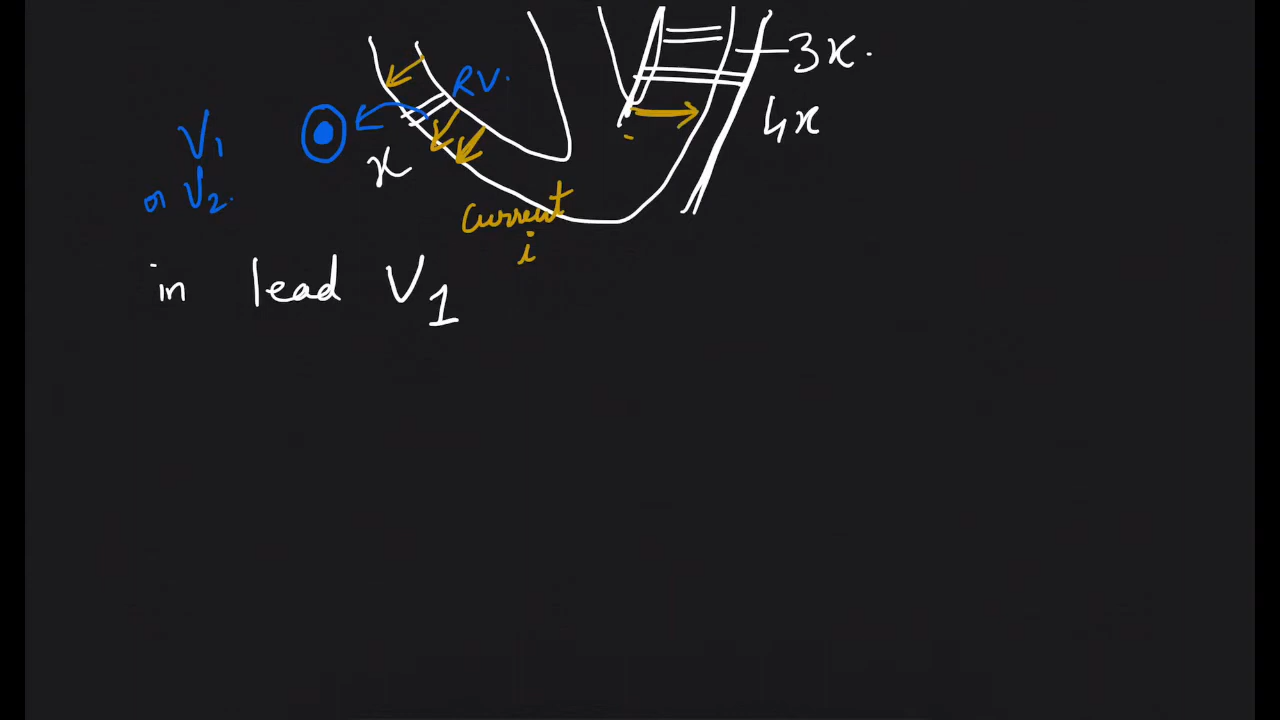 3x.
RV.
4x
V1
or V2.
x
Current
i
in lead V1